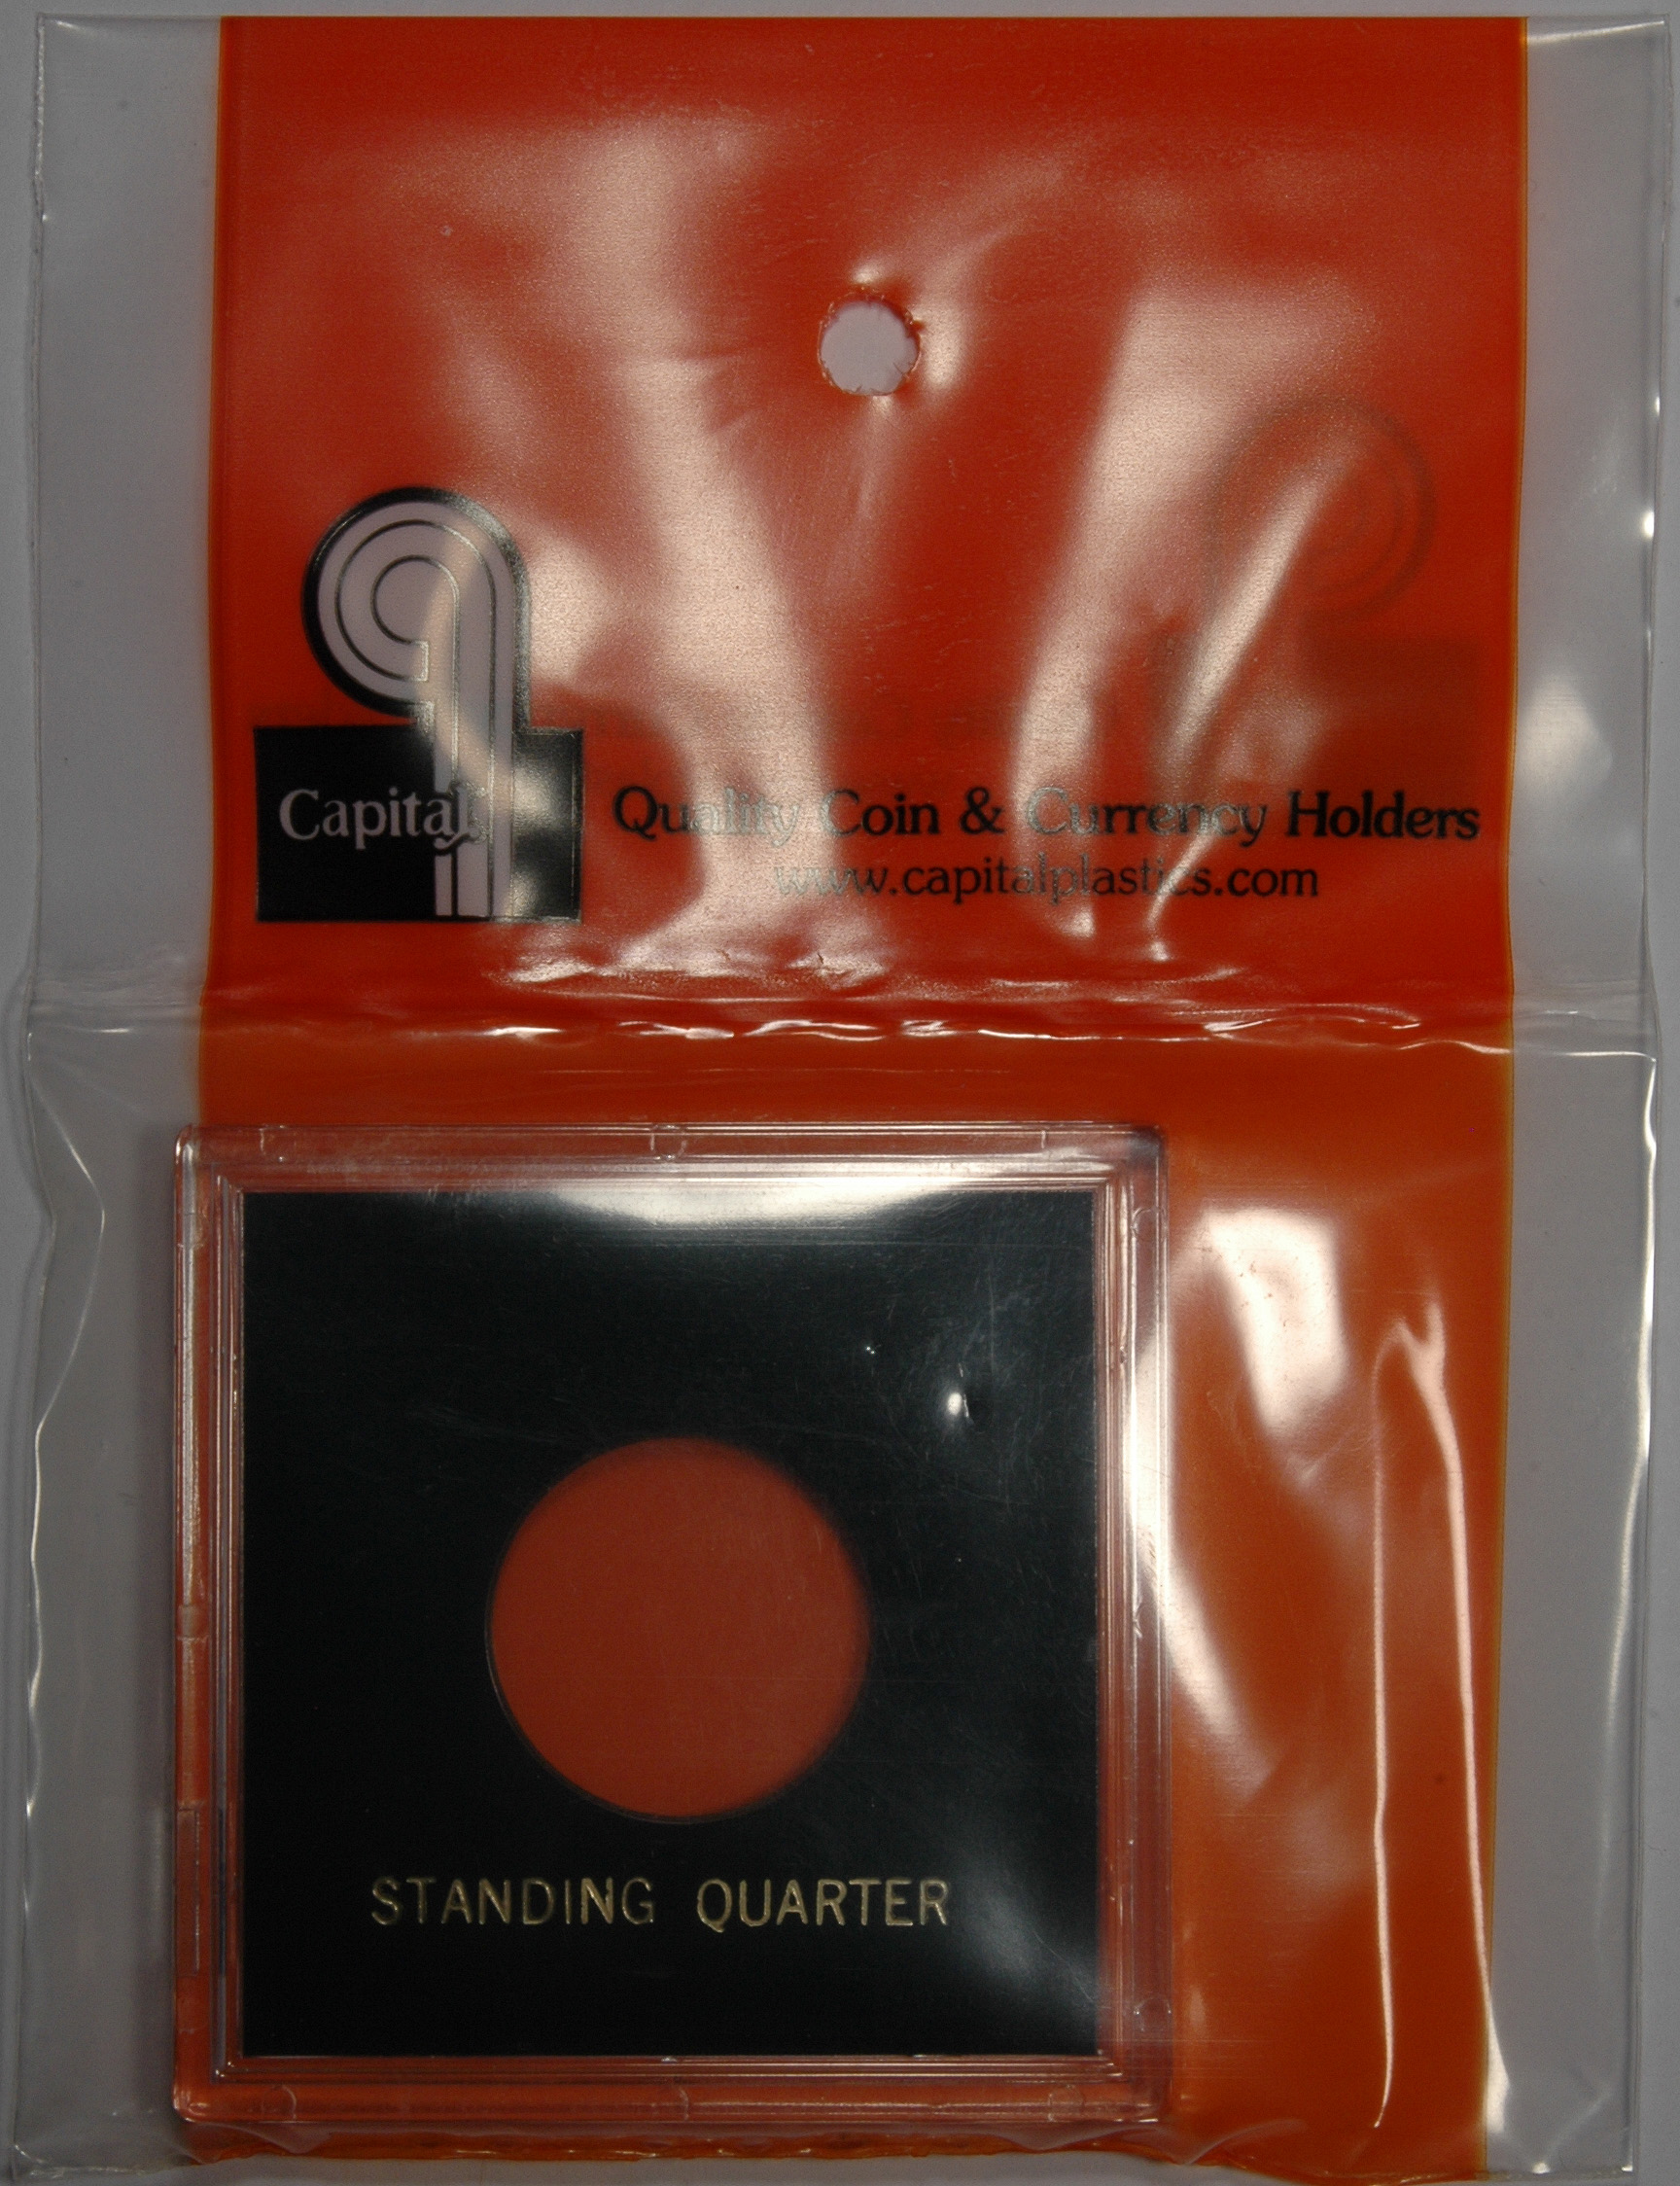 Capital
Quality Coin & Currency Holders
www.capitalplastics.com
STANDING QUARTER